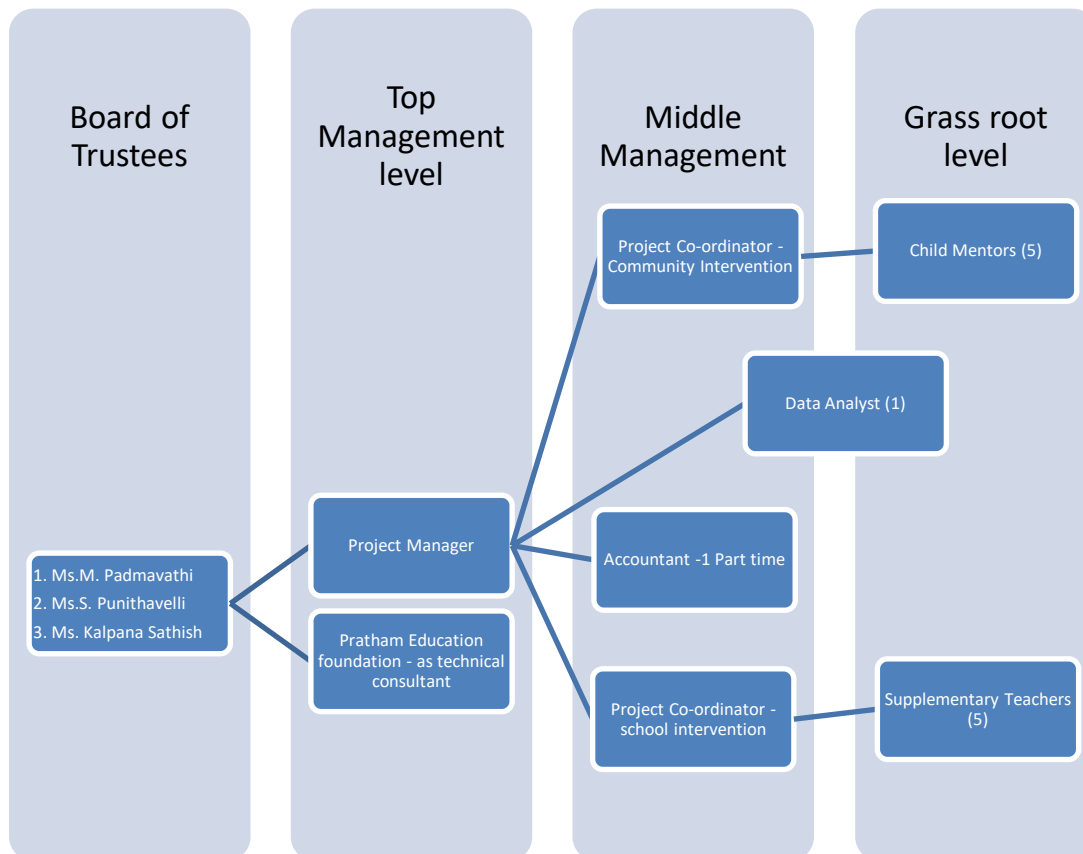 Board of
Trustees
Top
Management
level
Middle
Management
Grass root
level
1. Ms.M. Padmavathi
2. Ms.S. Punithavelli
3. Ms. Kalpana Sathish
Project Manager
Pratham Education
foundation - as technical
consultant
Project Co-ordinator -
Community Intervention
Data Analyst (1)
Accountant -1 Part time
Project Co-ordinator -
school intervention
Child Mentors (5)
Supplementary Teachers
(5)